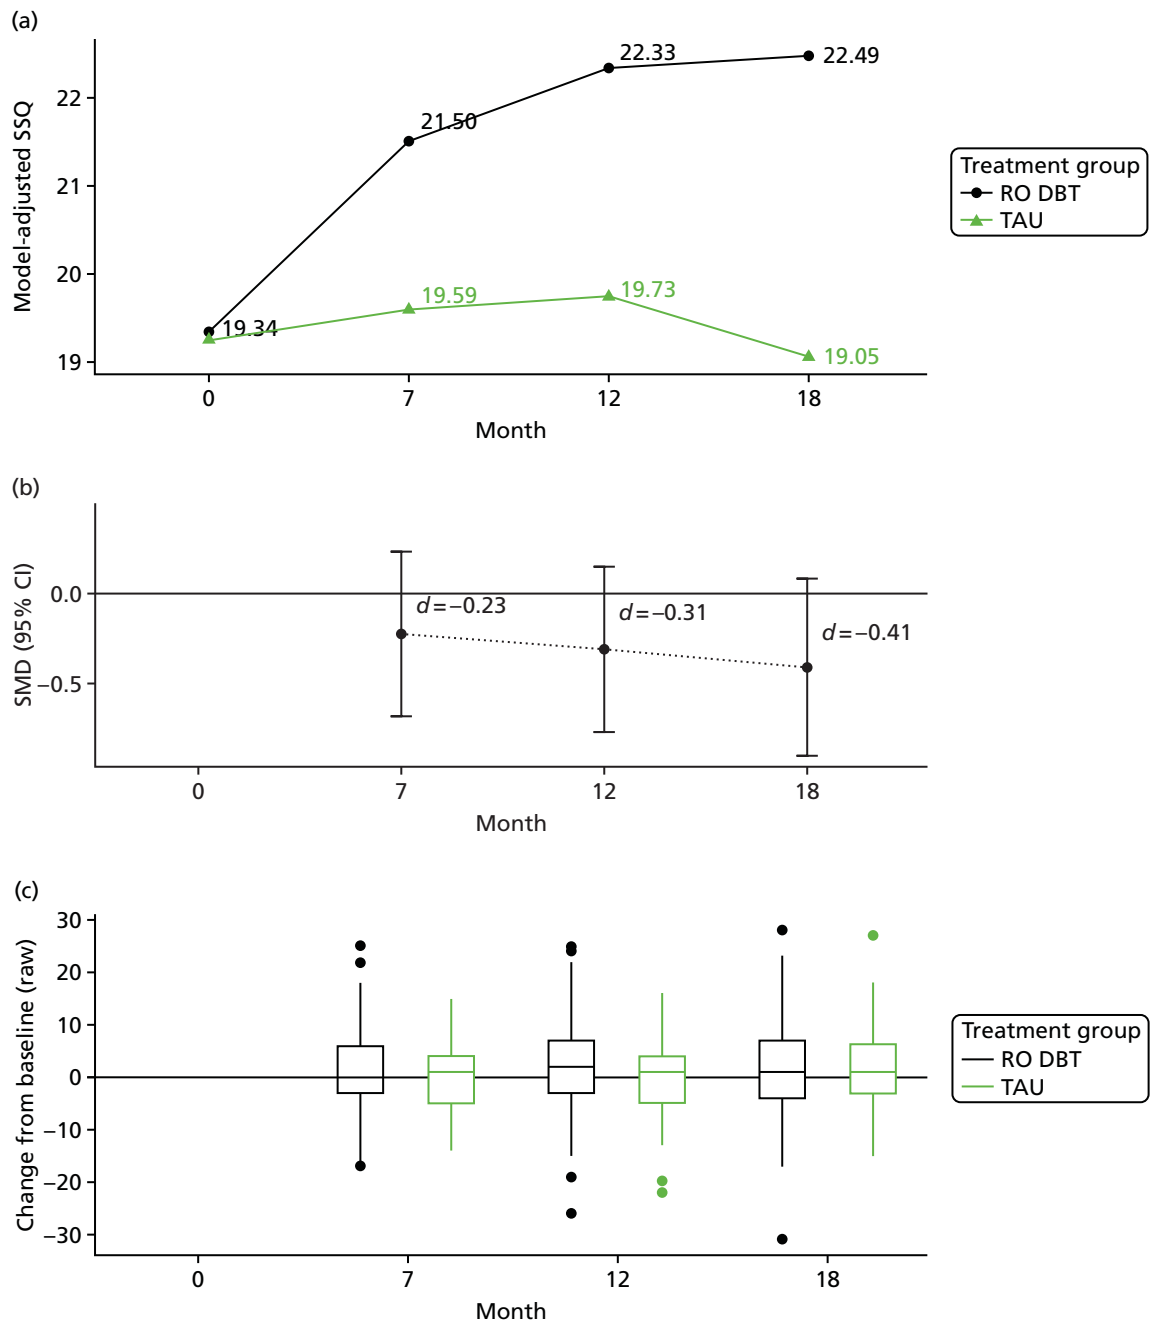 (a)
Model-adjusted SSQ
22
21
20
19
19.34
21.50
22.33
22.49
19.59
19.73
19.05
0
7
12
18
Month
Treatment group
RO DBT
TAU
(b)
SMD (95% CI)
0.0
−0.5
d=−0.23
d=−0.31
d=−0.41
0
7
12
18
Month
(c)
Change from baseline (raw)
30
20
10
0
−10
−20
−30
0
7
12
18
Month
Treatment group
RO DBT
TAU